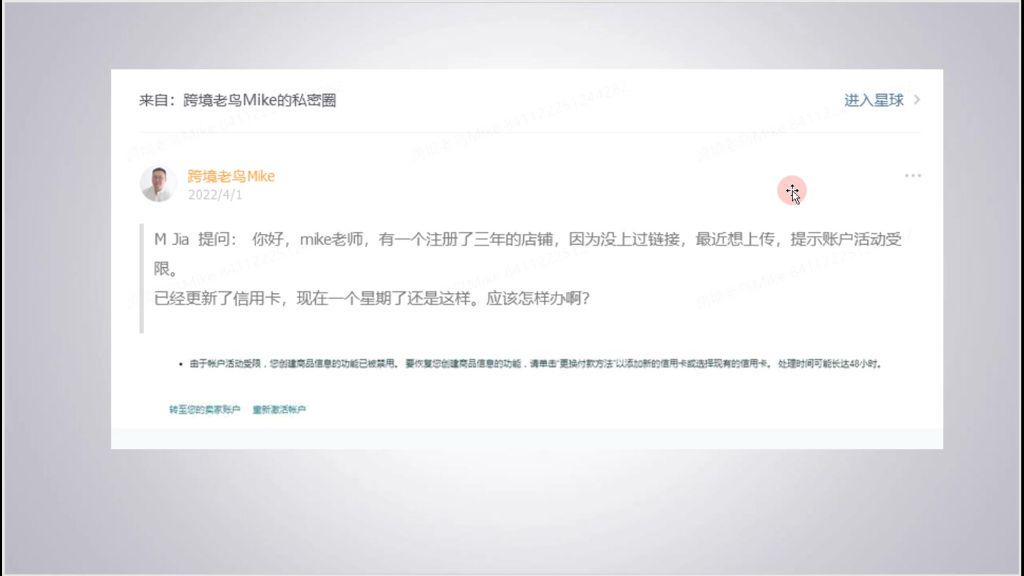 来自：跨境老鸟Mike的私密圈
进入星球
跨境老鸟Mike
2022/4/1
M Jia 提问： 你好，mike老师，有一个注册了三年的店铺，因为没上过链接，最近想上传，提示账户活动受
限。
已经更新了信用卡，现在一个星期了还是这样。应该怎样办啊？
由于帐户活动受限，您创建商品信息的功能已被禁用。 要恢复您创建商品信息的功能，请单击"更换付款方法"以添加新的信用卡或选择现有的信用卡。 处理时间可能长达48小时。
转至您的卖家账户 重新激活帐户